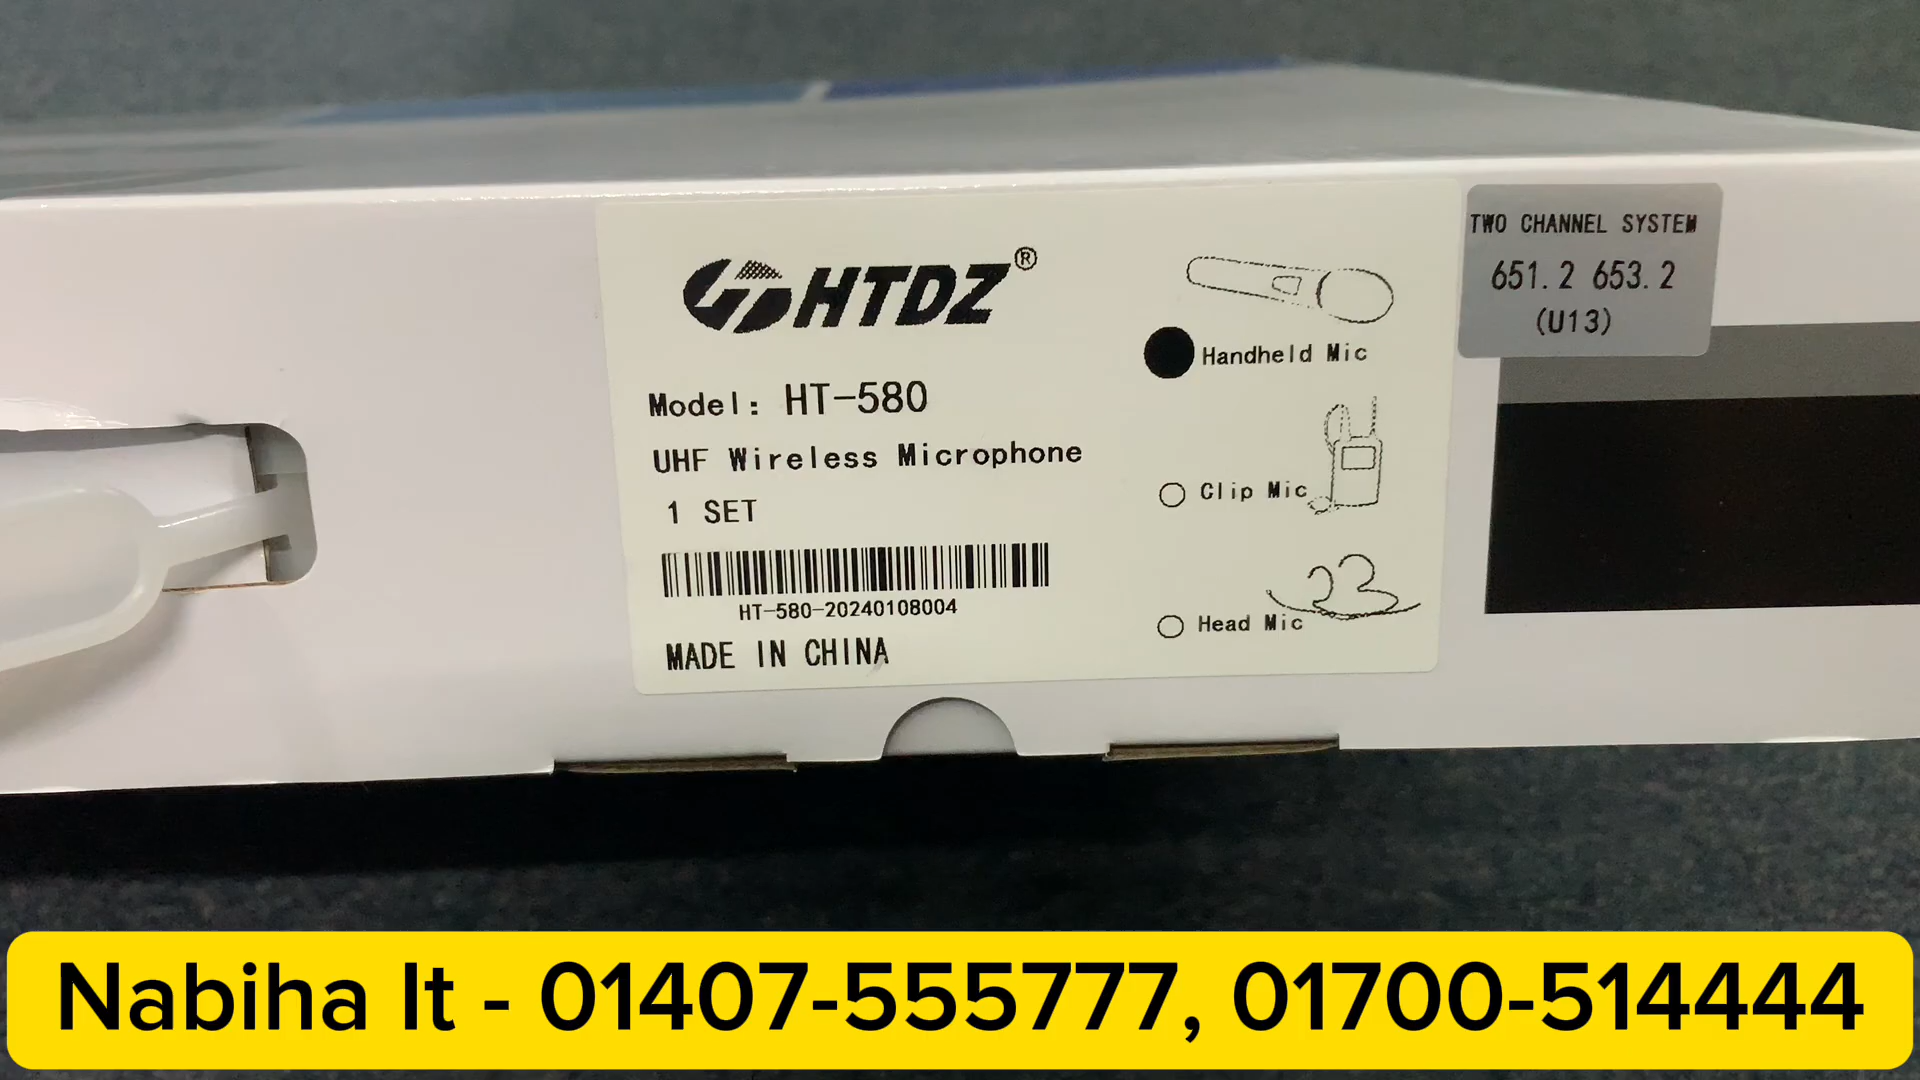 HTDZ®
Model: HT-580
UHF Wireless Microphone
1 SET
HT-580-20240108004
MADE IN CHINA
Handheld Mic
Clip Mic
Head Mic
TWO CHANNEL SYSTEM
651.2 653.2
(U13)
Nabiha It - 01407-555777, 01700-514444